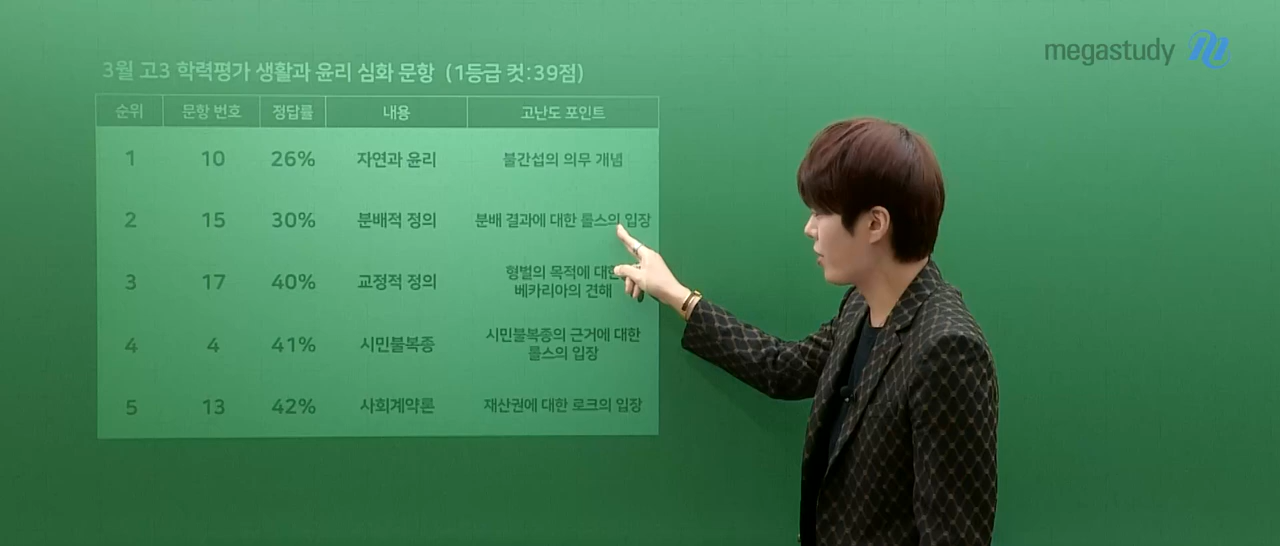 megastudy
3월 고3 학력평가 생활과 윤리 심화 문항 (1등급 컷:39점)
순위 문항 번호 정답률 내용 고난도 포인트
1 10 26% 자연과 윤리 불간섭의 의무 개념
2 15 30% 분배적 정의 분배 결과에 대한 롤스의 입장
3 17 40% 교정적 정의 형벌의 목적에 대한
베카리아의 견해
4 4 41% 시민불복종 시민불복종의 근거에 대한
롤스의 입장
5 13 42% 사회계약론 재산권에 대한 로크의 입장